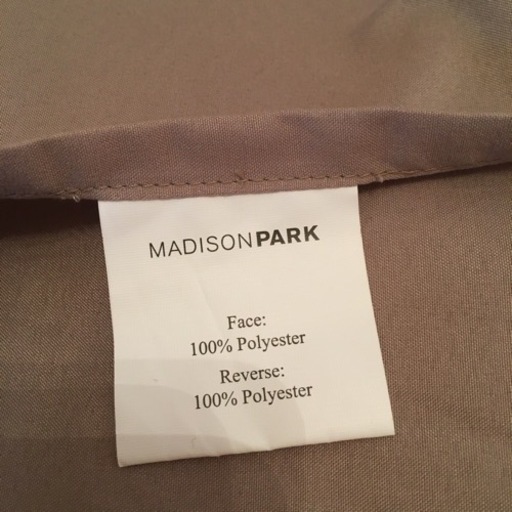 MADISONPARK
Face:
100% Polyester
Reverse:
100% Polyester